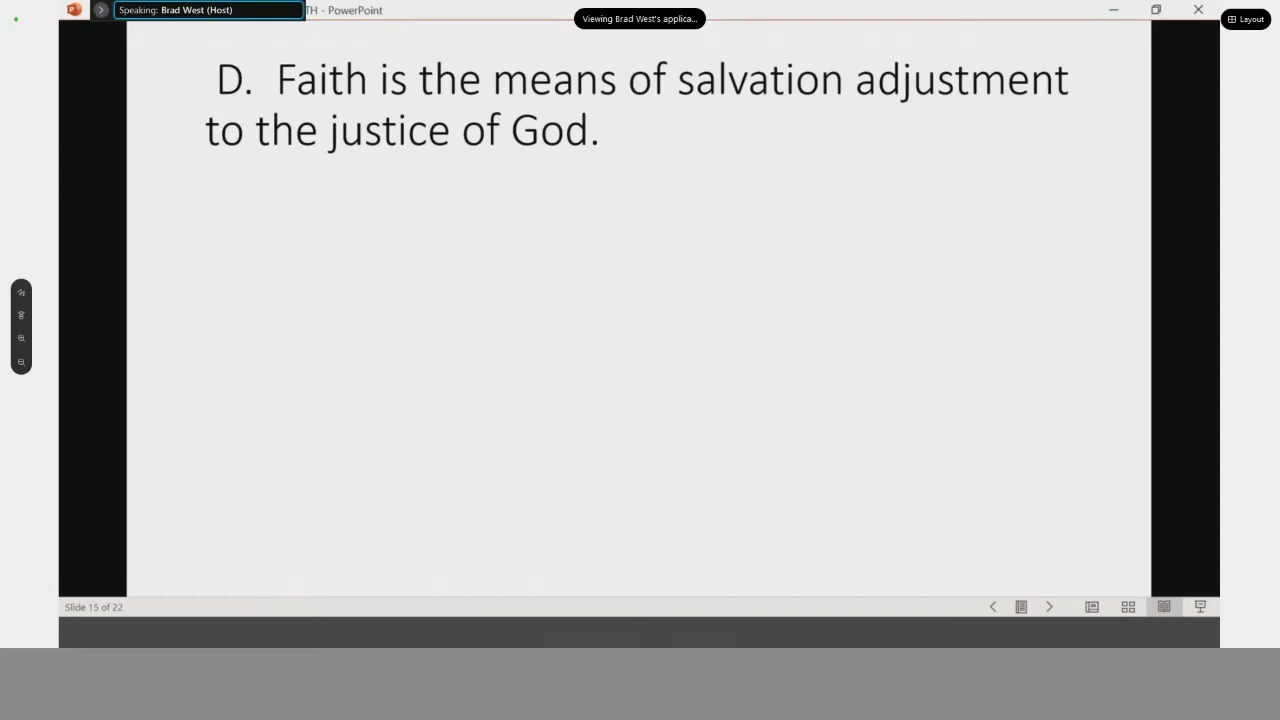 Speaking: Brad West (Host)
TH - PowerPoint
Viewing Brad West's applica...
Layout
D. Faith is the means of salvation adjustment
to the justice of God.
Slide 15 of 22